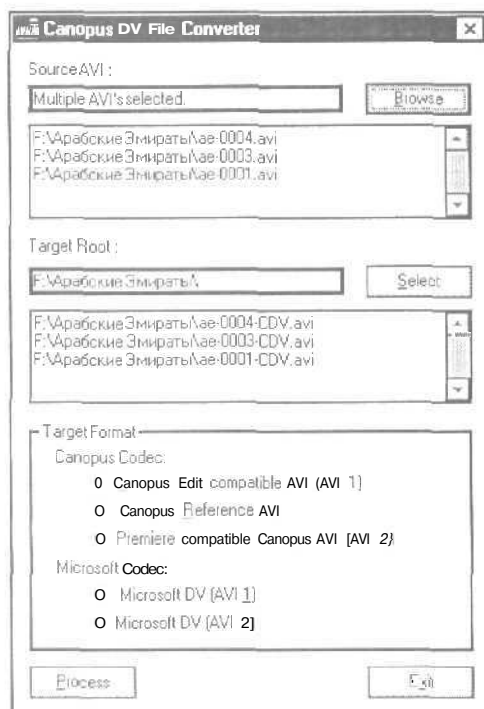 Canopus DV File Converter
Source AVI :
Multiple AVI's selected.
Browse
F:\Арабские Эмираты\ae-0004.avi
F:\Арабские Эмираты\ae-0003.avi
F:\Арабские Эмираты\ae-0001.avi
Target Root :
F:\Арабские Эмираты\
Select
F:\Арабские Эмираты\ae-0004-CDV.avi
F:\Арабские Эмираты\ae-0003-CDV.avi
F:\Арабские Эмираты\ae-0001-CDV.avi
Target Format
Canopus Codec:
0 Canopus Edit compatible AVI (AVI 1)
O Canopus Reference AVI
O Premiere compatible Canopus AVI [AVI 2}
Microsoft Codec:
O Microsoft DV (AVI 1)
O Microsoft DV (AVI 2]
Process
Exit